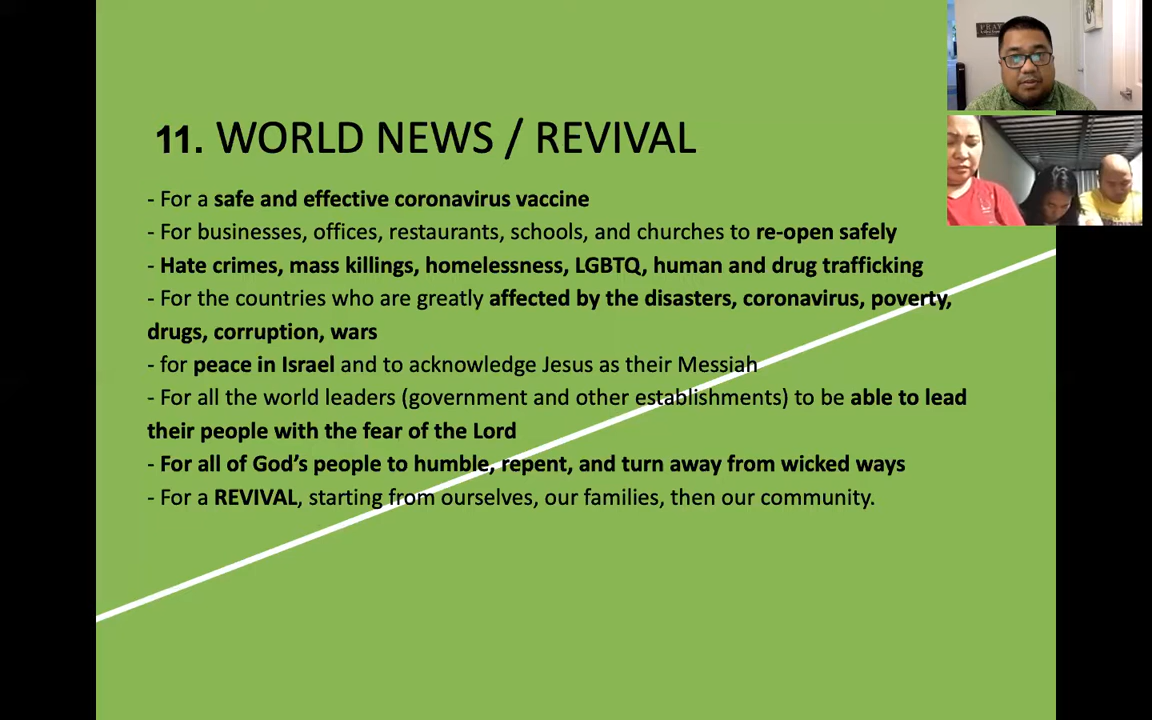 11. WORLD NEWS / REVIVAL
- For a safe and effective coronavirus vaccine
- For businesses, offices, restaurants, schools, and churches to re-open safely
- Hate crimes, mass killings, homelessness, LGBTQ, human and drug trafficking
- For the countries who are greatly affected by the disasters, coronavirus, poverty,
drugs, corruption, wars
- for peace in Israel and to acknowledge Jesus as their Messiah
- For all the world leaders (government and other establishments) to be able to lead
their people with the fear of the Lord
- For all of God’s people to humble, repent, and turn away from wicked ways
- For a REVIVAL, starting from ourselves, our families, then our community.
PRAY